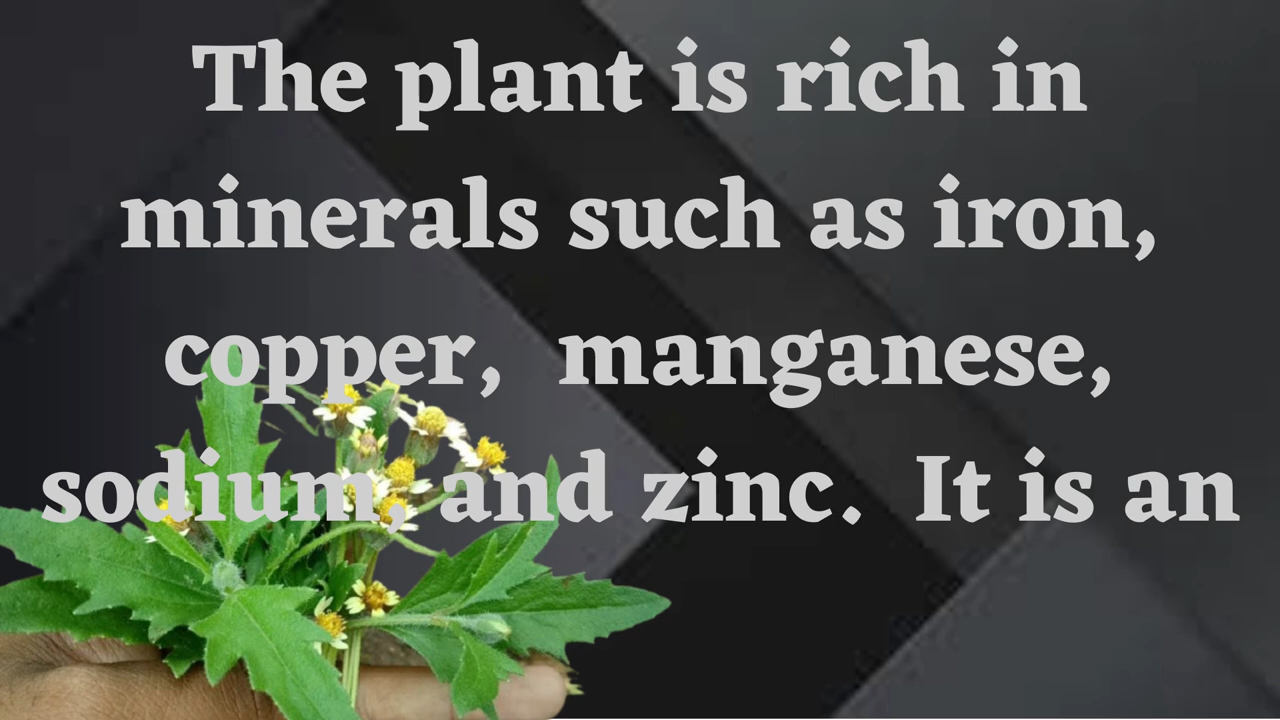 The plant is rich in
minerals such as iron,
copper, manganese,
sodium, and zinc. It is an